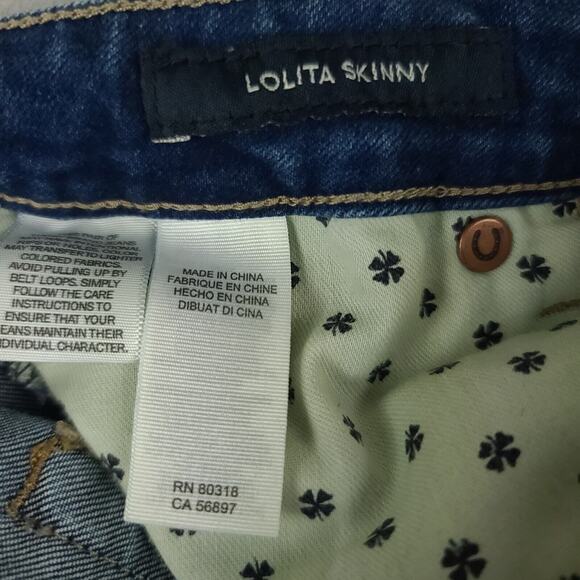 LOLITA SKINNY
MAY TRANSFER TO LIGHTER
COLORED FABRICS.
AVOID PULLING UP BY
BELT LOOPS. SIMPLY
FOLLOW THE CARE
INSTRUCTIONS TO
ENSURE THAT YOUR
EANS MAINTAIN THEIR
DIVIDUAL CHARACTER.
MADE IN CHINA
FABRIQUE EN CHINE
HECHO EN CHINA
DIBUAT DI CINA
RN 80318
CA 56897